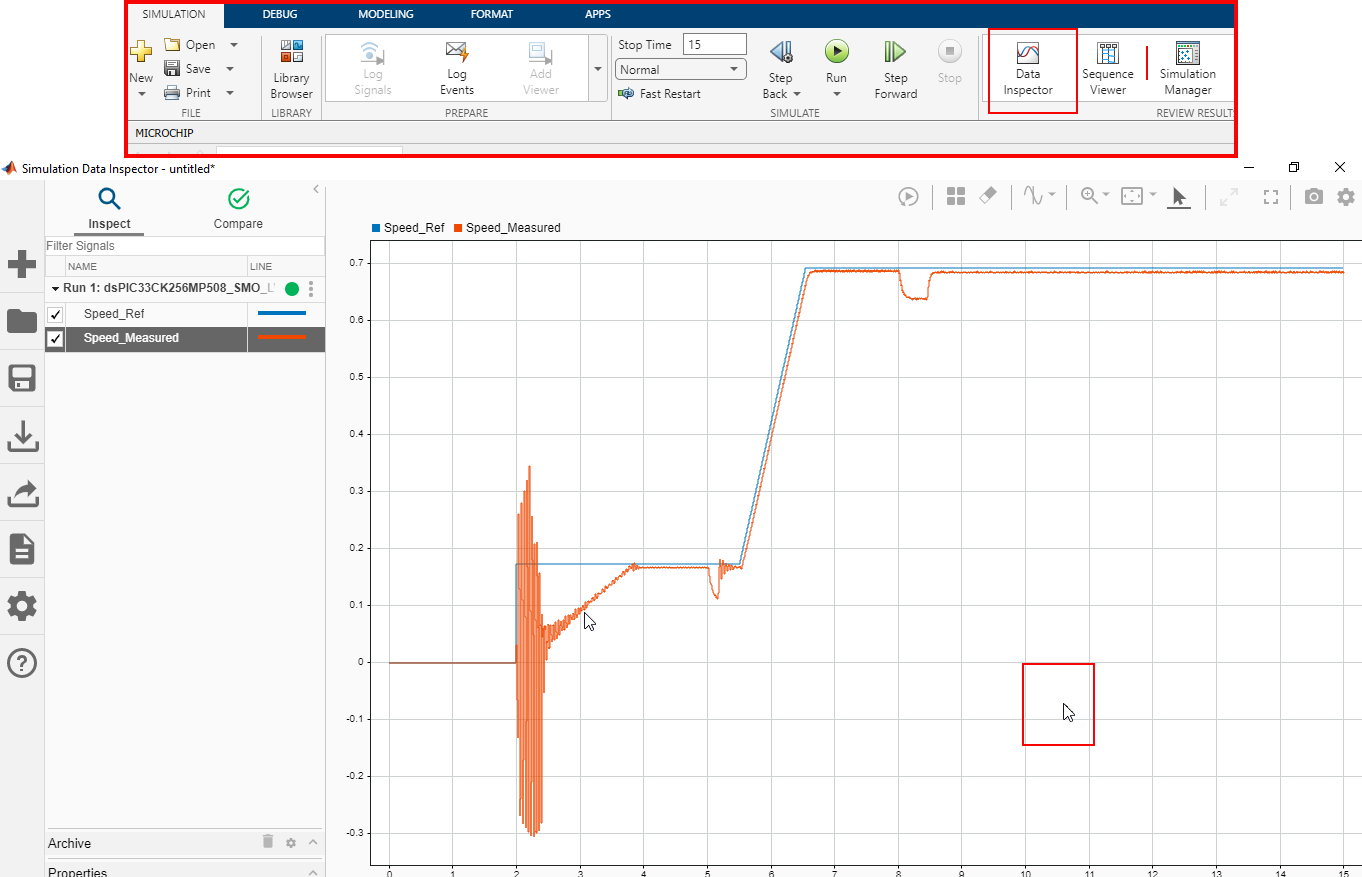 SIMULATION DEBUG MODELING FORMAT APPS
Open
Save
Print
New
FILE
Library
Browser
LIBRARY
Log
Signals
Log
Events
Add
Viewer
PREPARE
Stop Time 15
Normal
Fast Restart
Step
Back
Run
Step
Forward
Stop
SIMULATE
Data
Inspector
Sequence
Viewer
Simulation
Manager
REVIEW RESULT
MICROCHIP
Simulation Data Inspector - untitled*
Inspect
Compare
Filter Signals
NAME LINE
Run 1: dsPIC33CK256MP508_SMO_L
Speed_Ref
Speed_Measured
Archive
Properties
Speed_Ref Speed_Measured
0.7
0.6
0.5
0.4
0.3
0.2
0.1
0
-0.1
-0.2
-0.3
0 1 2 3 4 5 6 7 8 9 10 11 12 13 14 15